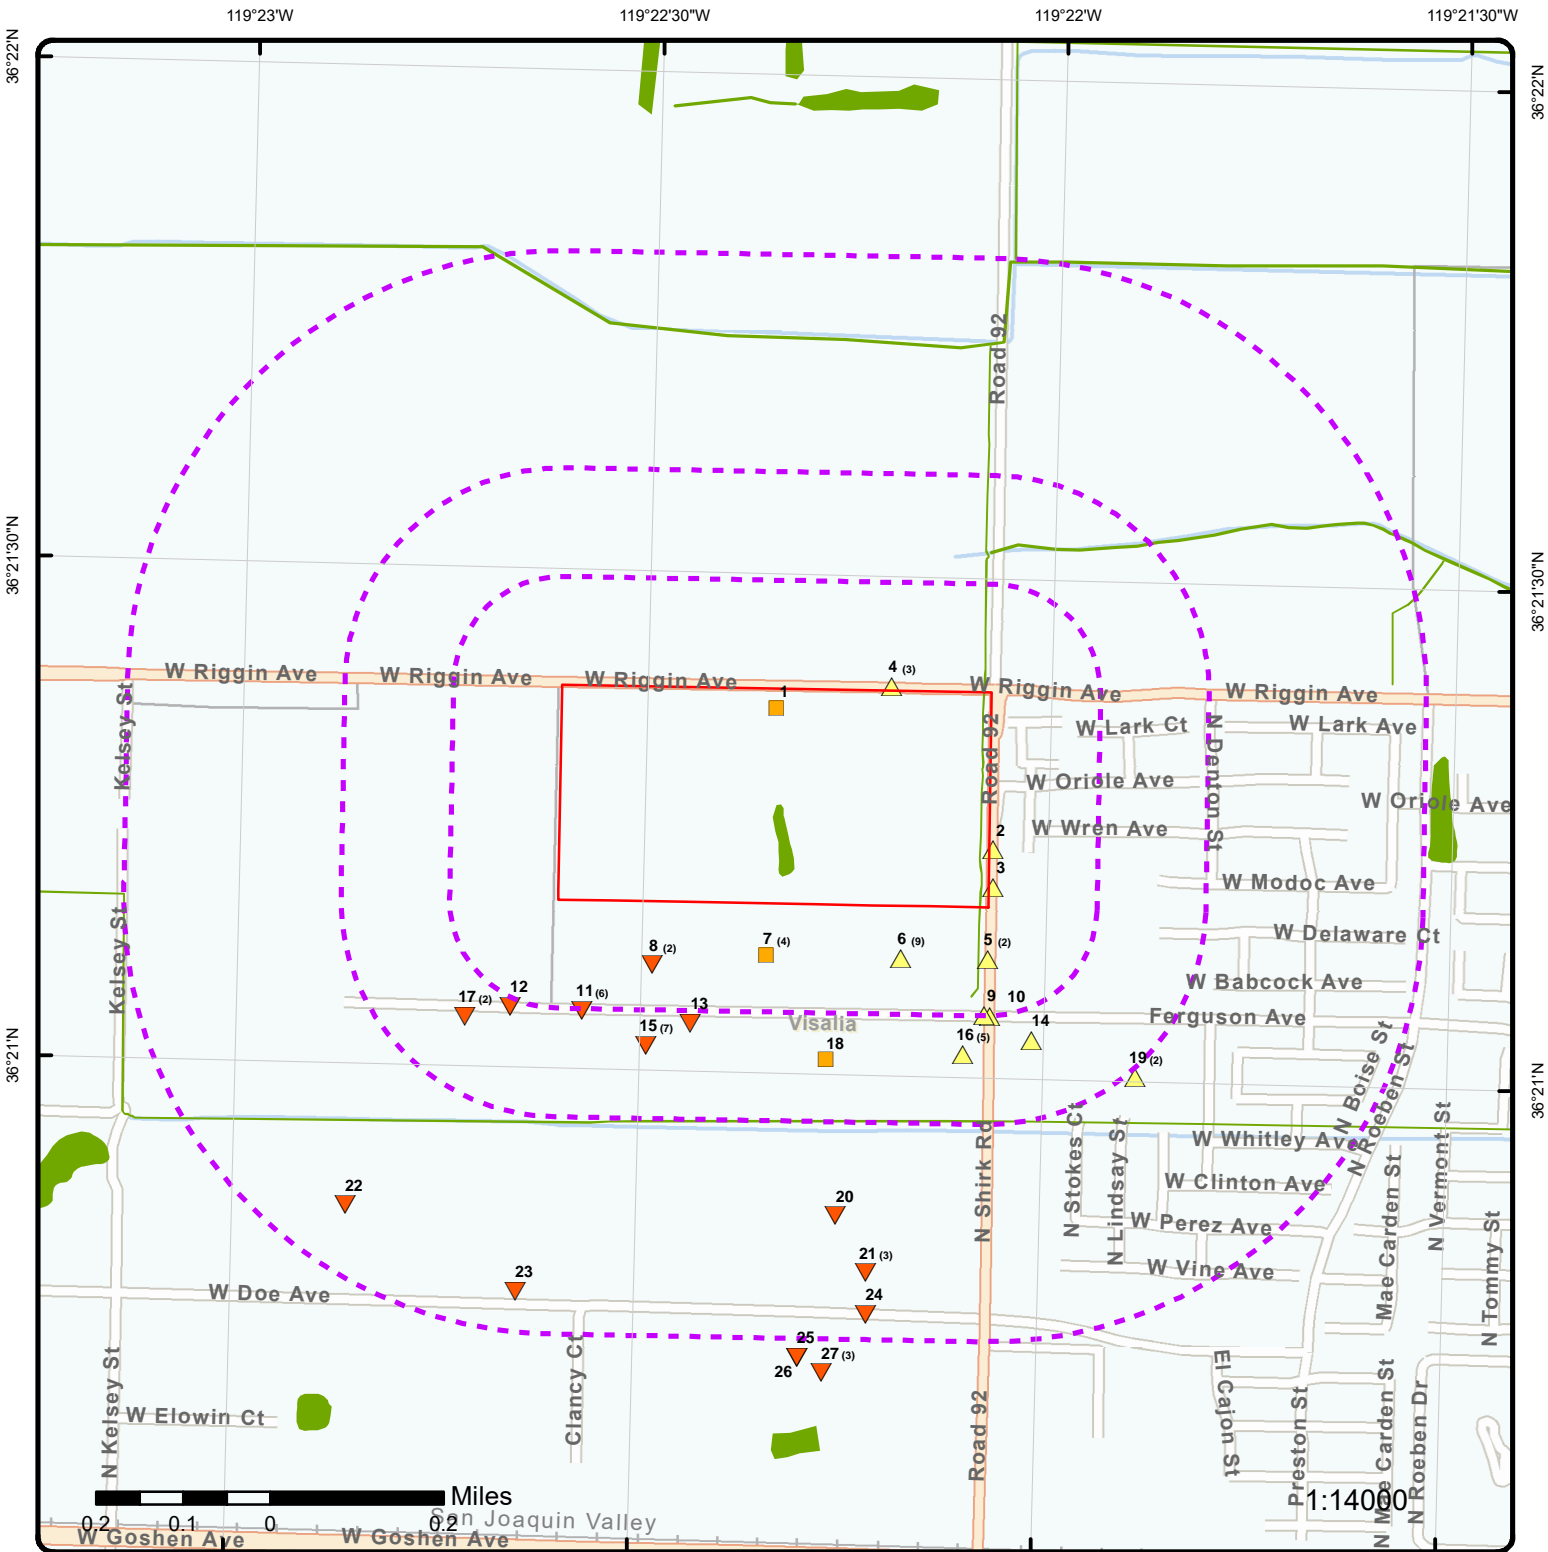 119°23'W
119°22'30"W
119°22'W
119°21'30"W
36°22'N
36°22'N
Road 92
36°21'30"N
36°21'30"N
W Riggin Ave
W Riggin Ave
W Riggin Ave
4 (3)
W Riggin Ave
W Riggin Ave
1
Kelsey St
Road 92
W Lark Ct
N Denton St
W Lark Ave
W Oriole Ave
W Oriole Ave
2
W Wren Ave
3
W Modoc Ave
Kelsey St
8 (2)
7 (4)
6 (9)
5 (2)
W Delaware Ct
W Babcock Ave
17 (2)
12
11 (6)
13
9
10
Ferguson Ave
Visalia
15 (7)
18
16 (5)
14
19 (2)
36°21'N
36°21'N
N Boise St
N Roeben St
W Whitley Ave
N Shirk Rd
N Stokes Ct
N Lindsay St
W Clinton Ave
Mae Carden St
N Vermont St
22
20
W Perez Ave
N Tommy St
21 (3)
W Vine Ave
23
W Doe Ave
24
25
26
27 (3)
N Kelsey St
Clancy Ct
Road 92
El Cajon St
Preston St
N Mae Carden St
N Roeben Dr
W Elowin Ct
Miles
0.2
0.1
0
0.2
1:14000
San Joaquin Valley
W Goshen Ave
W Goshen Ave